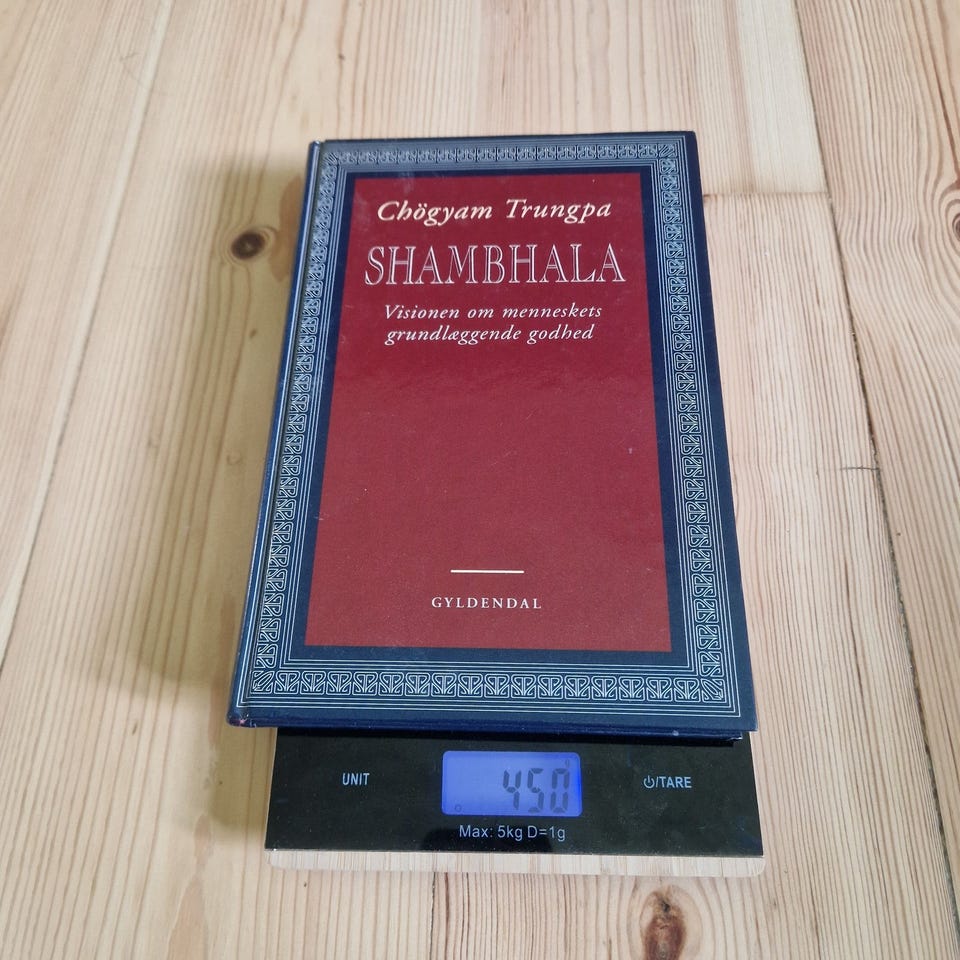 Chögyam Trungpa
SHAMBHALA
Visionen om menneskets
grundlæggende godhed
GYLDENDAL
UNIT
450
⏻/TARE
Max: 5kg D=1g